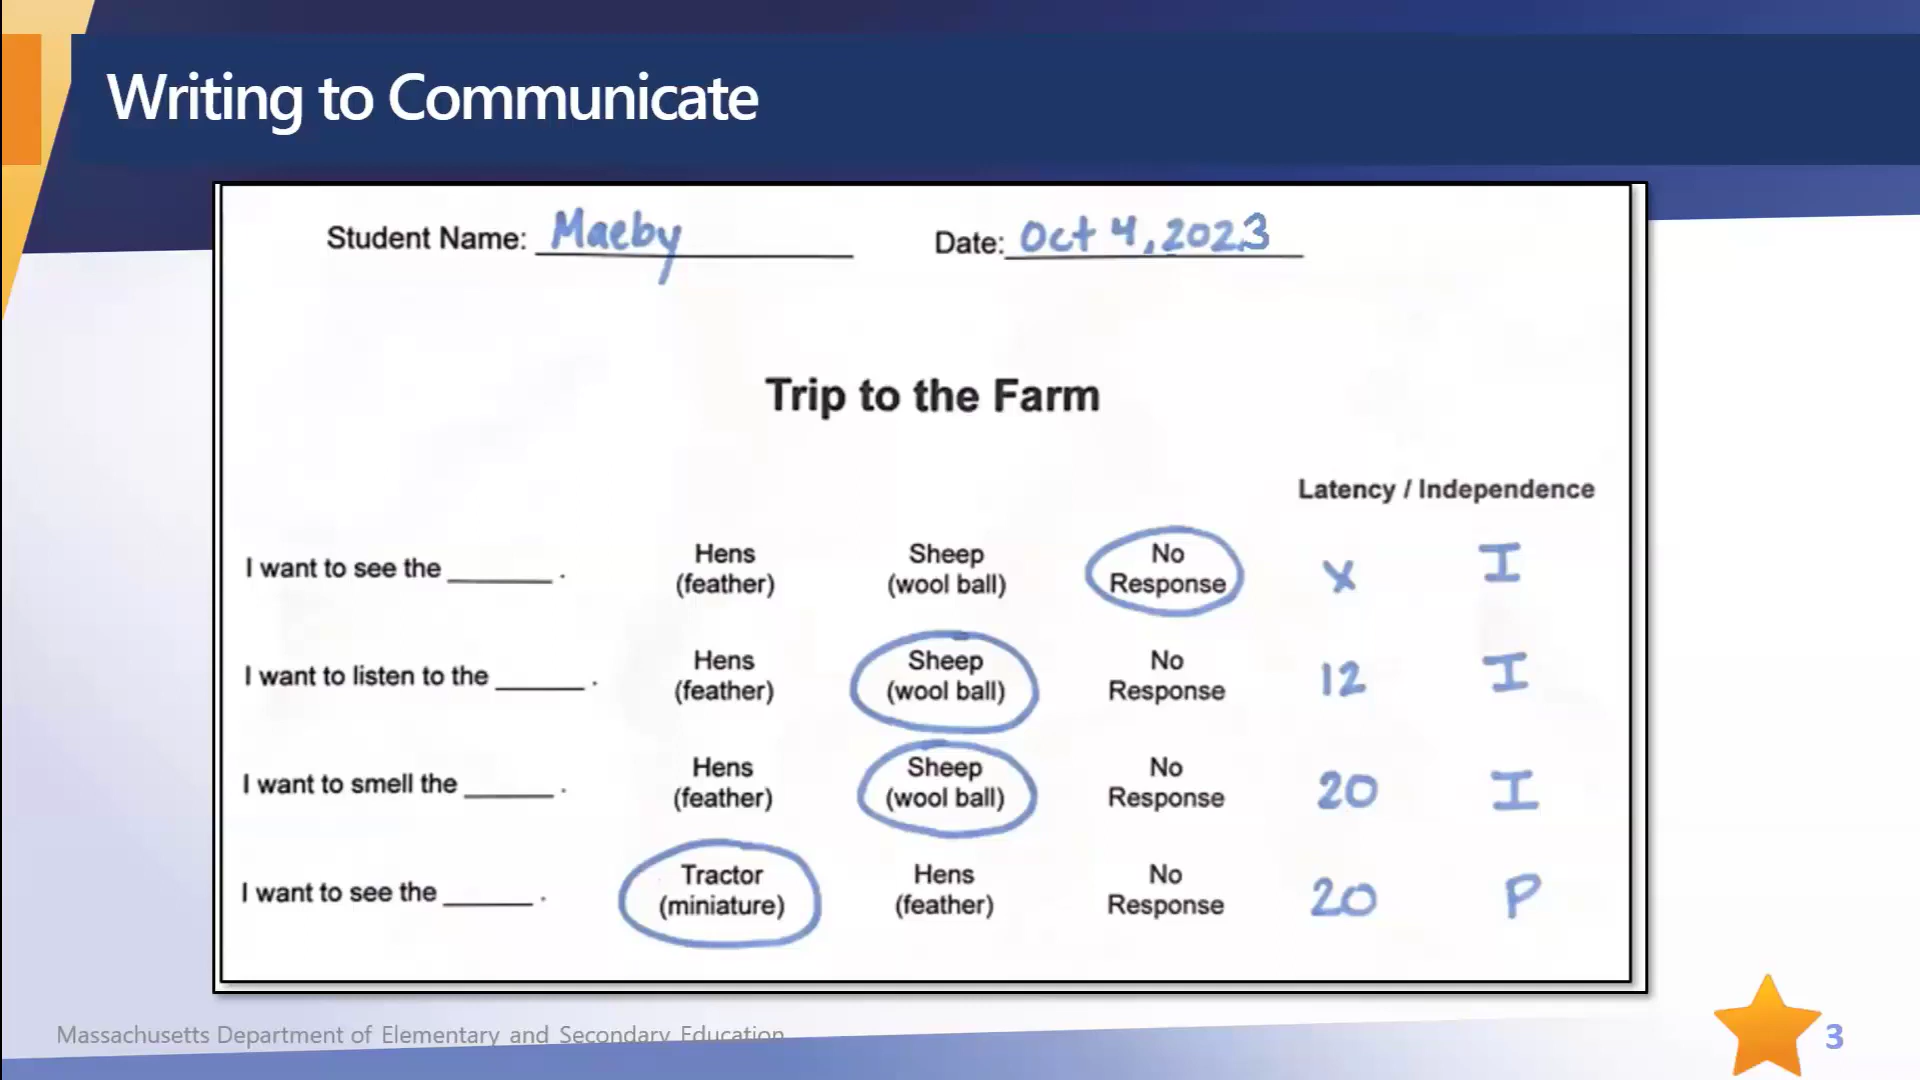 Writing to Communicate
Student Name: Maeby Date: Oct 4, 2023
Trip to the Farm
Latency / Independence
I want to see the ______ . Hens (feather) Sheep (wool ball) No Response x I
I want to listen to the ______ . Hens (feather) Sheep (wool ball) No Response 12 I
I want to smell the ______ . Hens (feather) Sheep (wool ball) No Response 20 I
I want to see the ______ . Tractor (miniature) Hens (feather) No Response 20 P
Massachusetts Department of Elementary and Secondary Education
3